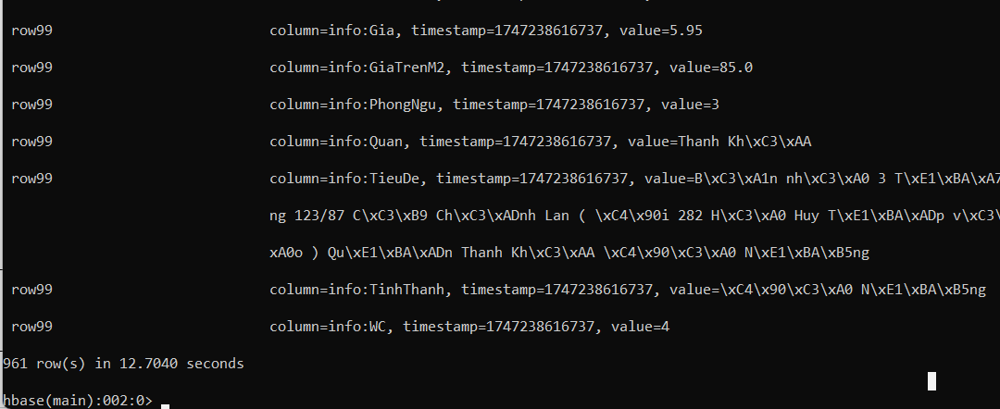 row99 column=info:Gia, timestamp=1747238616737, value=5.95
row99 column=info:GiaTrenM2, timestamp=1747238616737, value=85.0
row99 column=info:PhongNgu, timestamp=1747238616737, value=3
row99 column=info:Quan, timestamp=1747238616737, value=Thanh Kh\xC3\xAA
row99 column=info:TieuDe, timestamp=1747238616737, value=B\xC3\xA1n nh\xC3\xA0 3 T\xE1\xBA\xA7
ng 123/87 C\xC3\xB9 Ch\xC3\xADnh Lan ( \xC4\x90i 282 H\xC3\xA0 Huy T\xE1\xBA\xADp v\xC3\
xA0o ) Qu\xE1\xBA\xADn Thanh Kh\xC3\xAA \xC4\x90\xC3\xA0 N\xE1\xBA\xB5ng
row99 column=info:TinhThanh, timestamp=1747238616737, value=\xC4\x90\xC3\xA0 N\xE1\xBA\xB5ng
row99 column=info:WC, timestamp=1747238616737, value=4
961 row(s) in 12.7040 seconds
hbase(main):002:0>